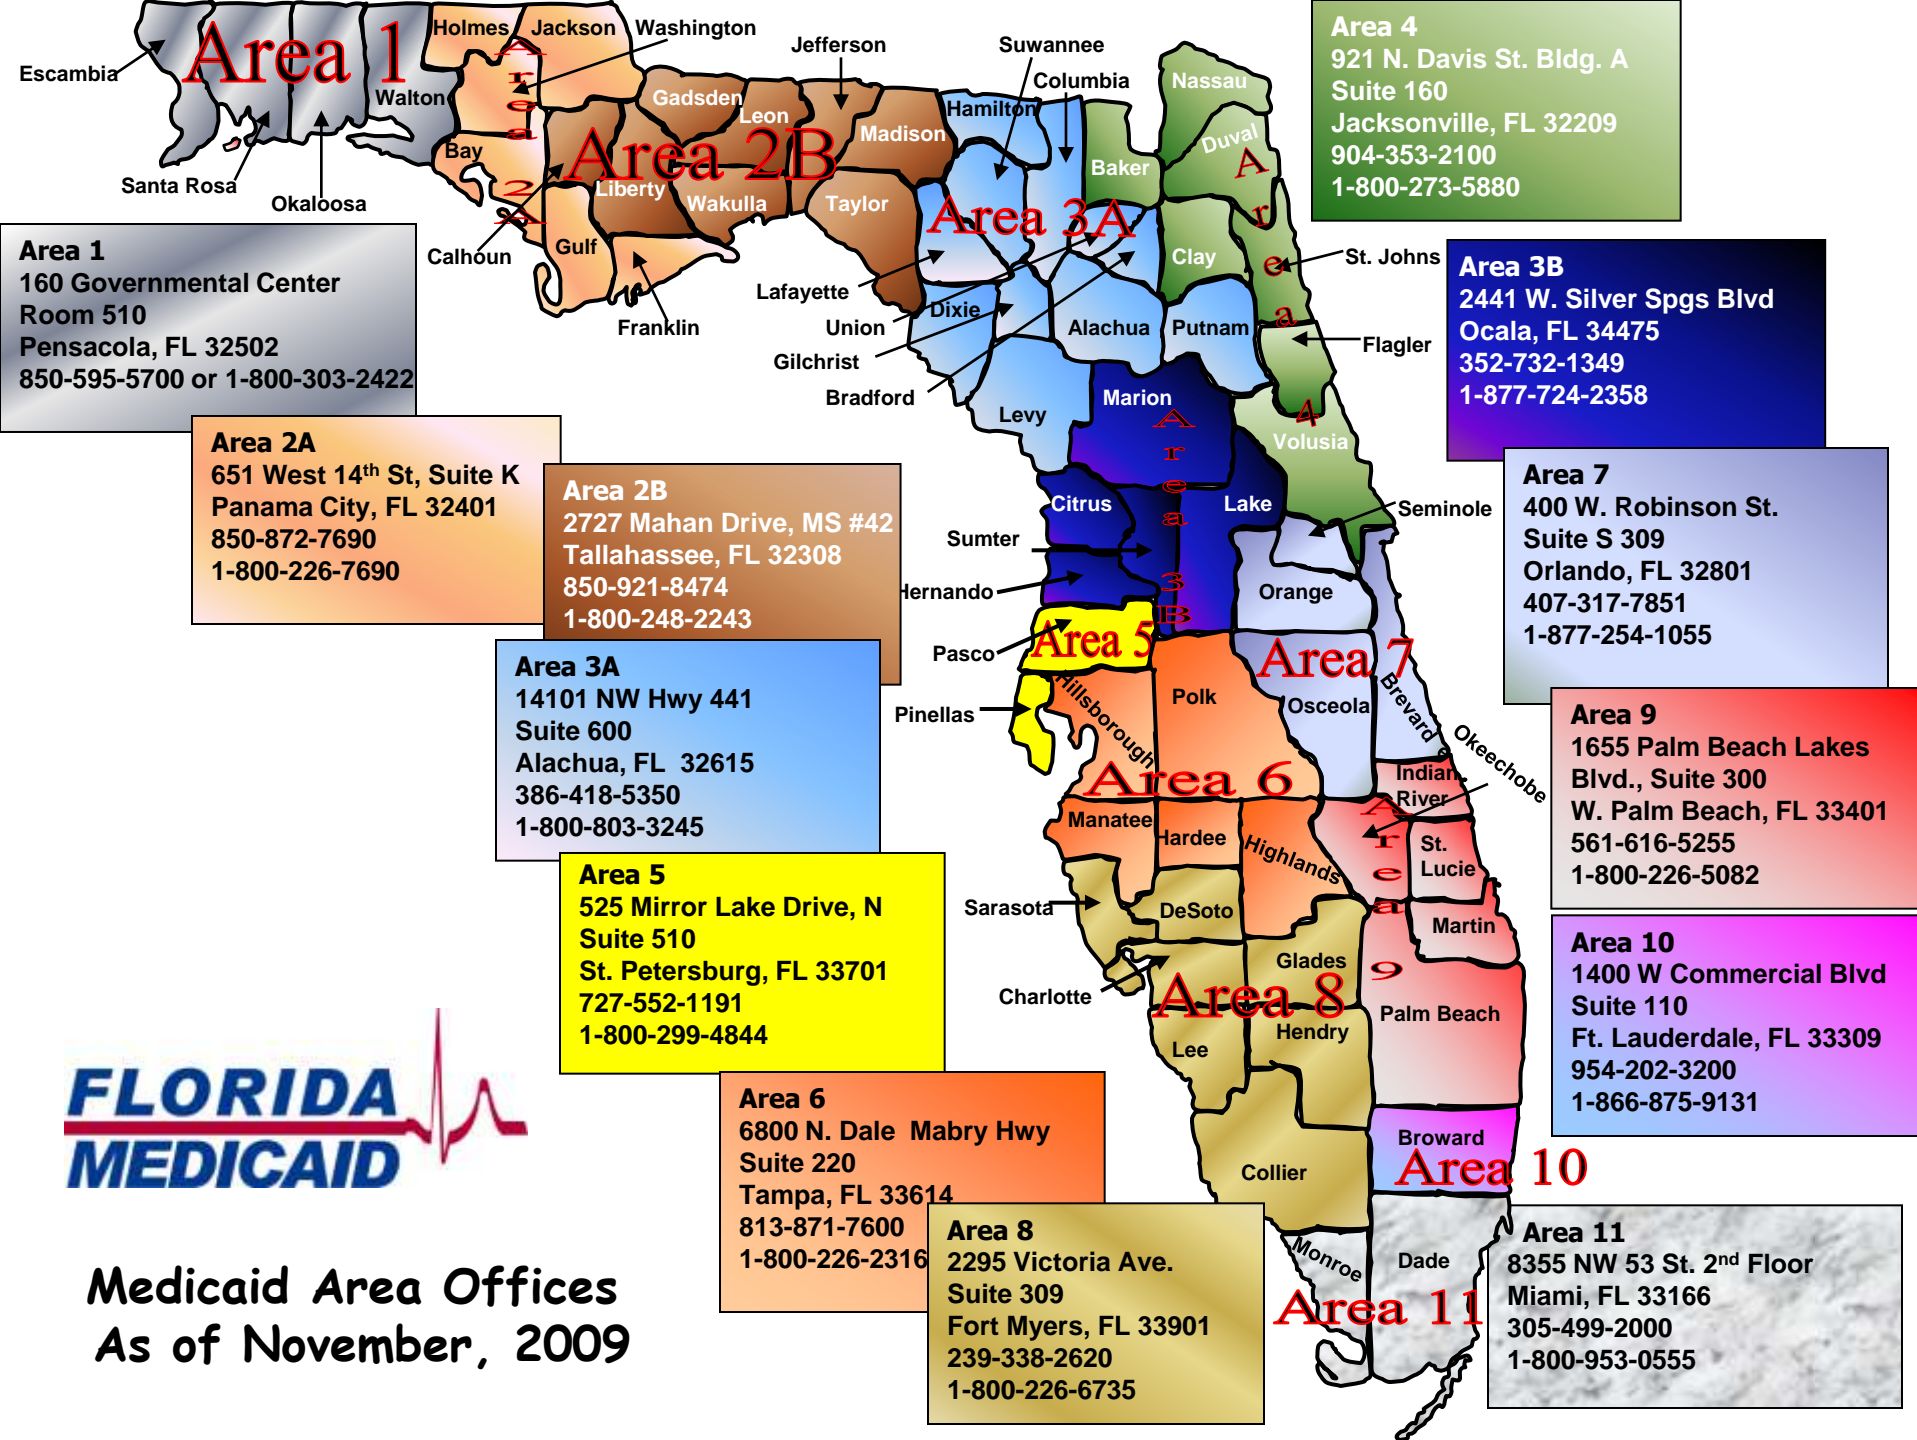 Escambia
Santa Rosa
Okaloosa
Walton
Area 1
Holmes
Jackson
Washington
Bay
Area 2A
Calhoun
Gulf
Franklin
Gadsden
Leon
Jefferson
Madison
Area 2B
Liberty
Wakulla
Taylor
Suwannee
Columbia
Hamilton
Area 3A
Lafayette
Union
Gilchrist
Bradford
Dixie
Alachua
Putnam
Levy
Nassau
Duval
Baker
Clay
St. Johns
Flagler
Volusia
Area 4
Marion
Citrus
Lake
Sumter
Hernando
Area 3B
Pasco
Area 5
Pinellas
Seminole
Orange
Area 7
Osceola
Brevard
Hillsborough
Polk
Area 6
Manatee
Hardee
Highlands
Okeechobee
Indian
River
St.
Lucie
Martin
Area 9
Palm Beach
Sarasota
DeSoto
Charlotte
Glades
Area 8
Lee
Hendry
Collier
Broward
Area 10
Monroe
Dade
Area 11
Area 4
921 N. Davis St. Bldg. A
Suite 160
Jacksonville, FL 32209
904-353-2100
1-800-273-5880
Area 1
160 Governmental Center
Room 510
Pensacola, FL 32502
850-595-5700 or 1-800-303-2422
Area 3B
2441 W. Silver Spgs Blvd
Ocala, FL 34475
352-732-1349
1-877-724-2358
Area 2A
651 West 14th St, Suite K
Panama City, FL 32401
850-872-7690
1-800-226-7690
Area 2B
2727 Mahan Drive, MS #42
Tallahassee, FL 32308
850-921-8474
1-800-248-2243
Area 7
400 W. Robinson St.
Suite S 309
Orlando, FL 32801
407-317-7851
1-877-254-1055
Area 3A
14101 NW Hwy 441
Suite 600
Alachua, FL 32615
386-418-5350
1-800-803-3245
Area 9
1655 Palm Beach Lakes
Blvd., Suite 300
W. Palm Beach, FL 33401
561-616-5255
1-800-226-5082
Area 5
525 Mirror Lake Drive, N
Suite 510
St. Petersburg, FL 33701
727-552-1191
1-800-299-4844
Area 10
1400 W Commercial Blvd
Suite 110
Ft. Lauderdale, FL 33309
954-202-3200
1-866-875-9131
Area 6
6800 N. Dale Mabry Hwy
Suite 220
Tampa, FL 33614
813-871-7600
1-800-226-2316
Area 8
2295 Victoria Ave.
Suite 309
Fort Myers, FL 33901
239-338-2620
1-800-226-6735
Area 11
8355 NW 53 St. 2nd Floor
Miami, FL 33166
305-499-2000
1-800-953-0555
FLORIDA
MEDICAID
Medicaid Area Offices
As of November, 2009